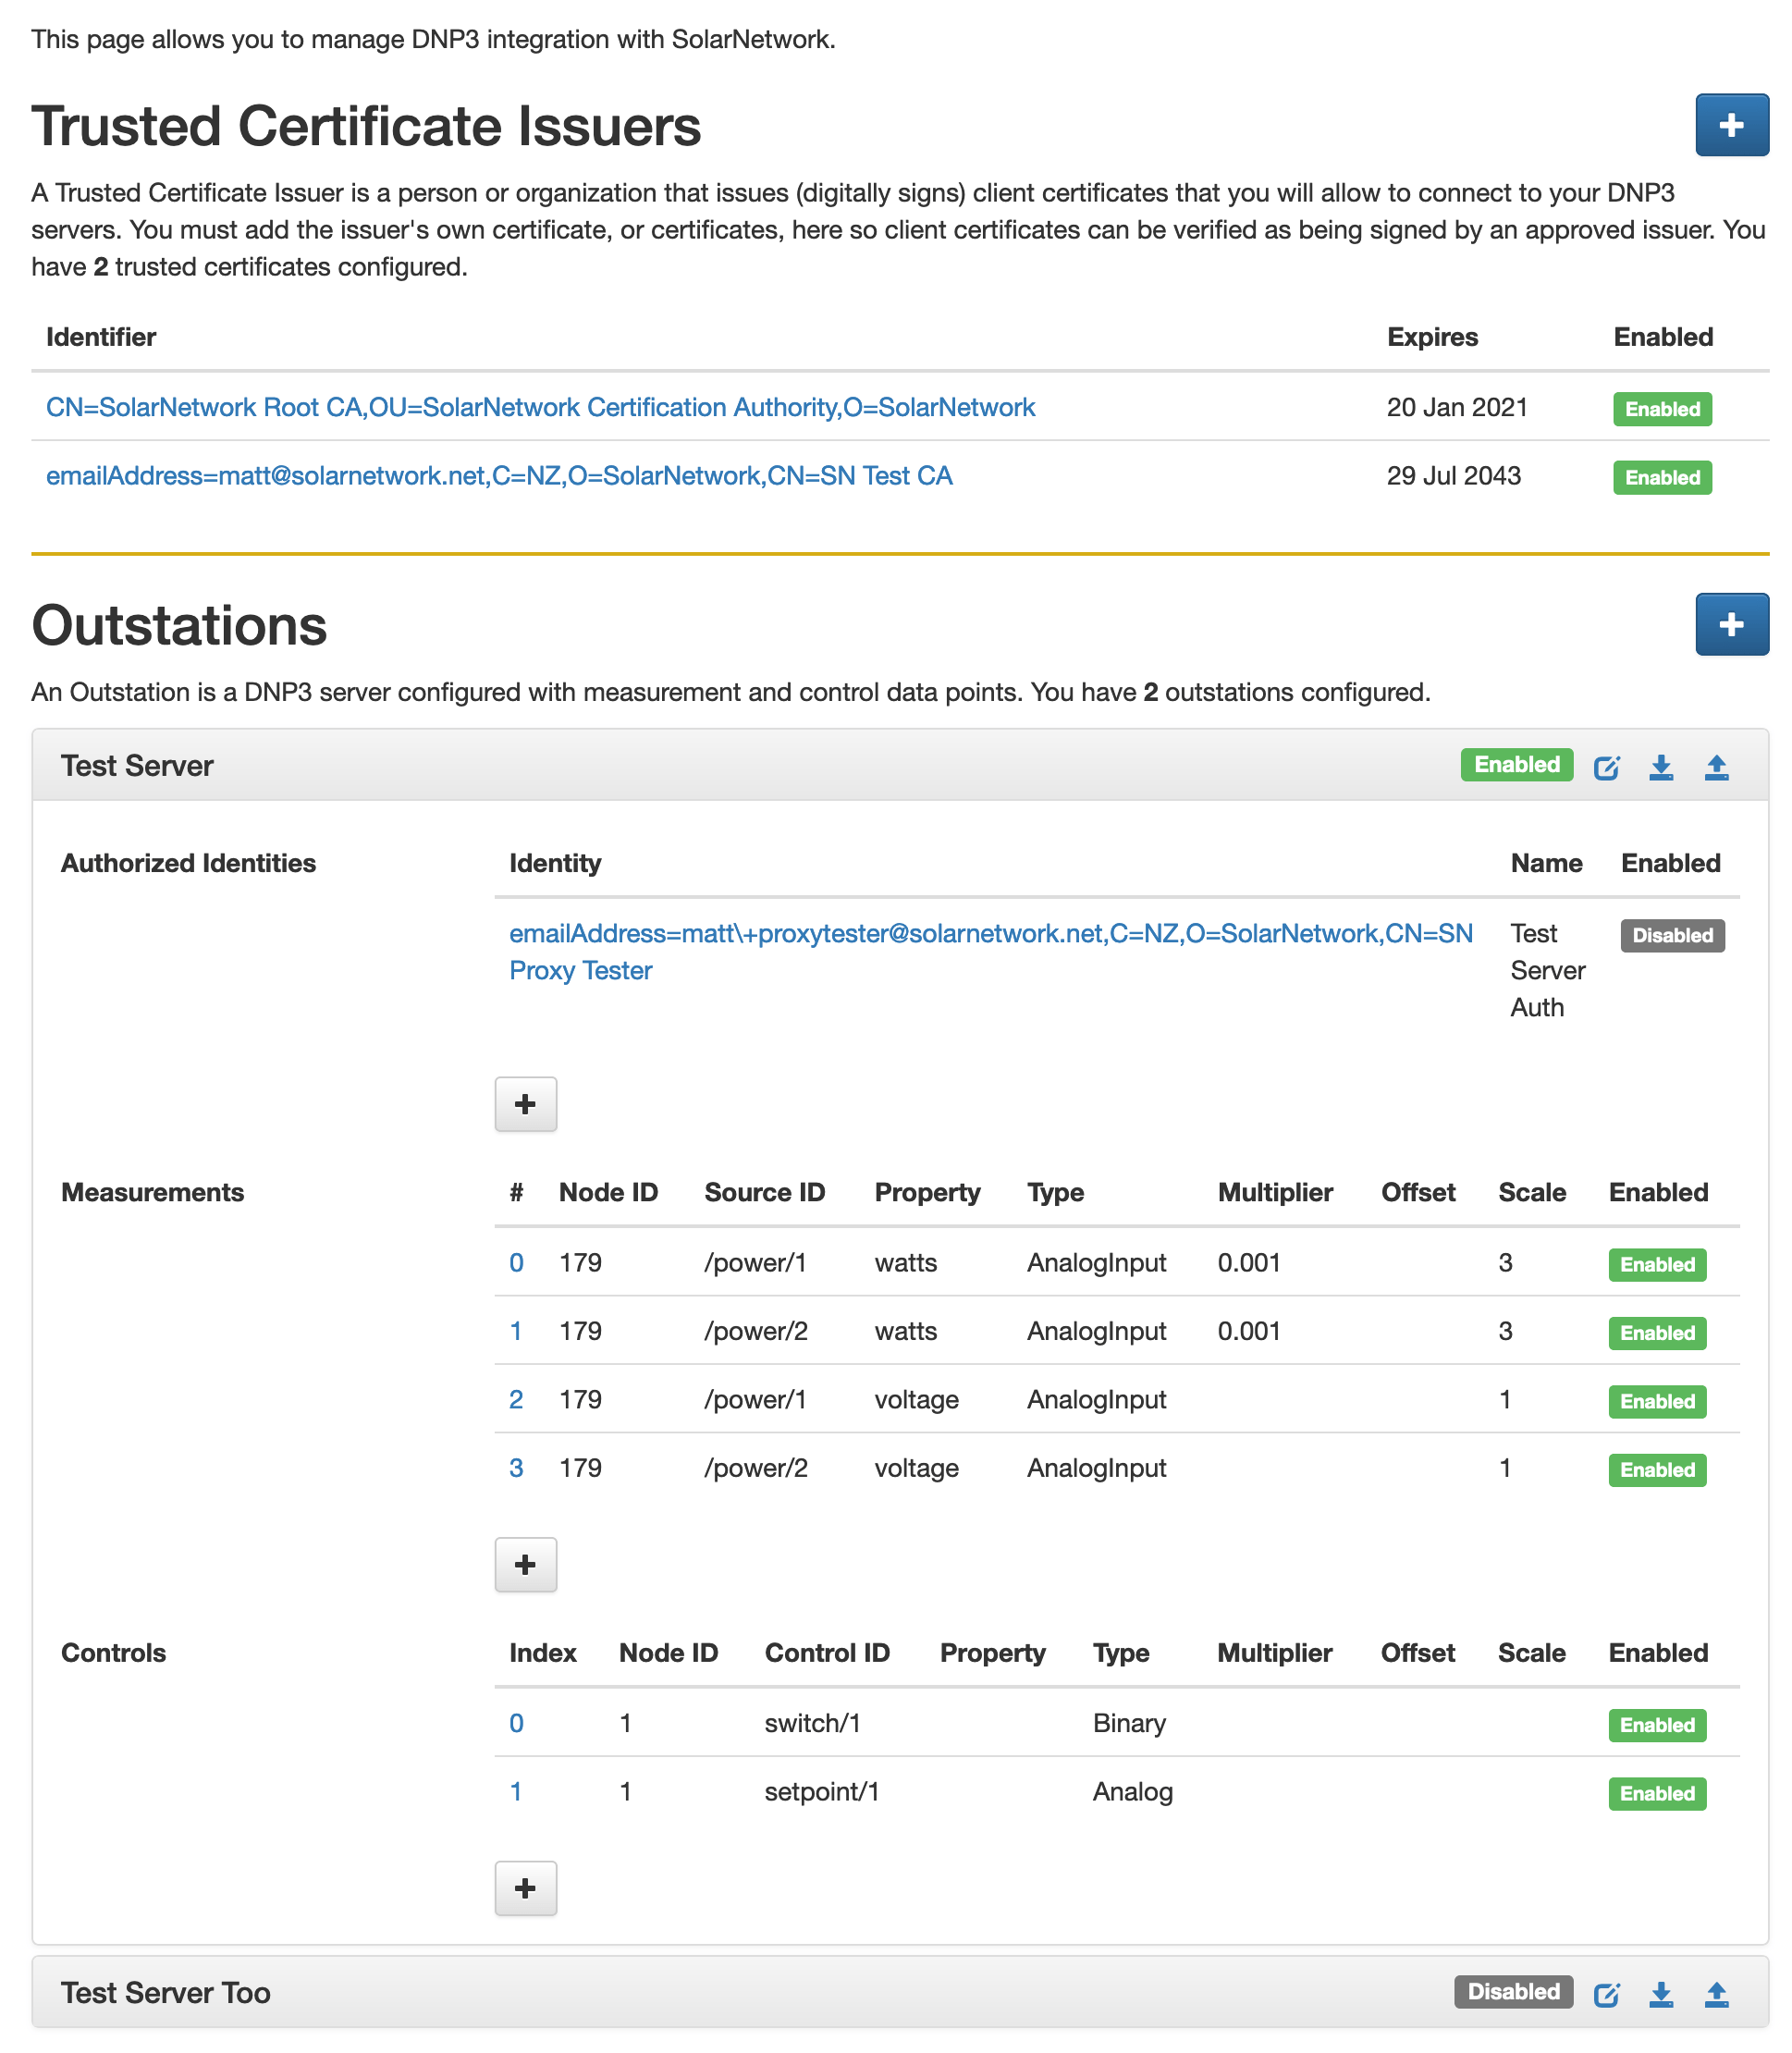 This page allows you to manage DNP3 integration with SolarNetwork.
Trusted Certificate Issuers
A Trusted Certificate Issuer is a person or organization that issues (digitally signs) client certificates that you will allow to connect to your DNP3
servers. You must add the issuer's own certificate, or certificates, here so client certificates can be verified as being signed by an approved issuer. You
have 2 trusted certificates configured.
Identifier Expires Enabled
CN=SolarNetwork Root CA,OU=SolarNetwork Certification Authority,O=SolarNetwork 20 Jan 2021 Enabled
emailAddress=matt@solarnetwork.net,C=NZ,O=SolarNetwork,CN=SN Test CA 29 Jul 2043 Enabled
Outstations
An Outstation is a DNP3 server configured with measurement and control data points. You have 2 outstations configured.
Test Server Enabled
Authorized Identities Identity Name Enabled
emailAddress=matt\+proxytester@solarnetwork.net,C=NZ,O=SolarNetwork,CN=SN Test Disabled
Proxy Tester Server
Auth
Measurements # Node ID Source ID Property Type Multiplier Offset Scale Enabled
0 179 /power/1 watts AnalogInput 0.001 3 Enabled
1 179 /power/2 watts AnalogInput 0.001 3 Enabled
2 179 /power/1 voltage AnalogInput 1 Enabled
3 179 /power/2 voltage AnalogInput 1 Enabled
Controls Index Node ID Control ID Property Type Multiplier Offset Scale Enabled
0 1 switch/1 Binary Enabled
1 1 setpoint/1 Analog Enabled
Test Server Too Disabled